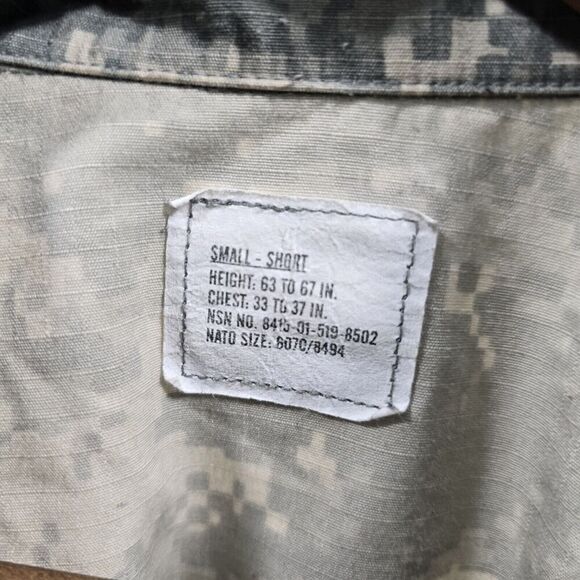 SMALL - SHORT
HEIGHT: 63 TO 67 IN.
CHEST: 33 TO 37 IN.
NSN NO. 8415-01-519-8502
NATO SIZE: 6070/8494